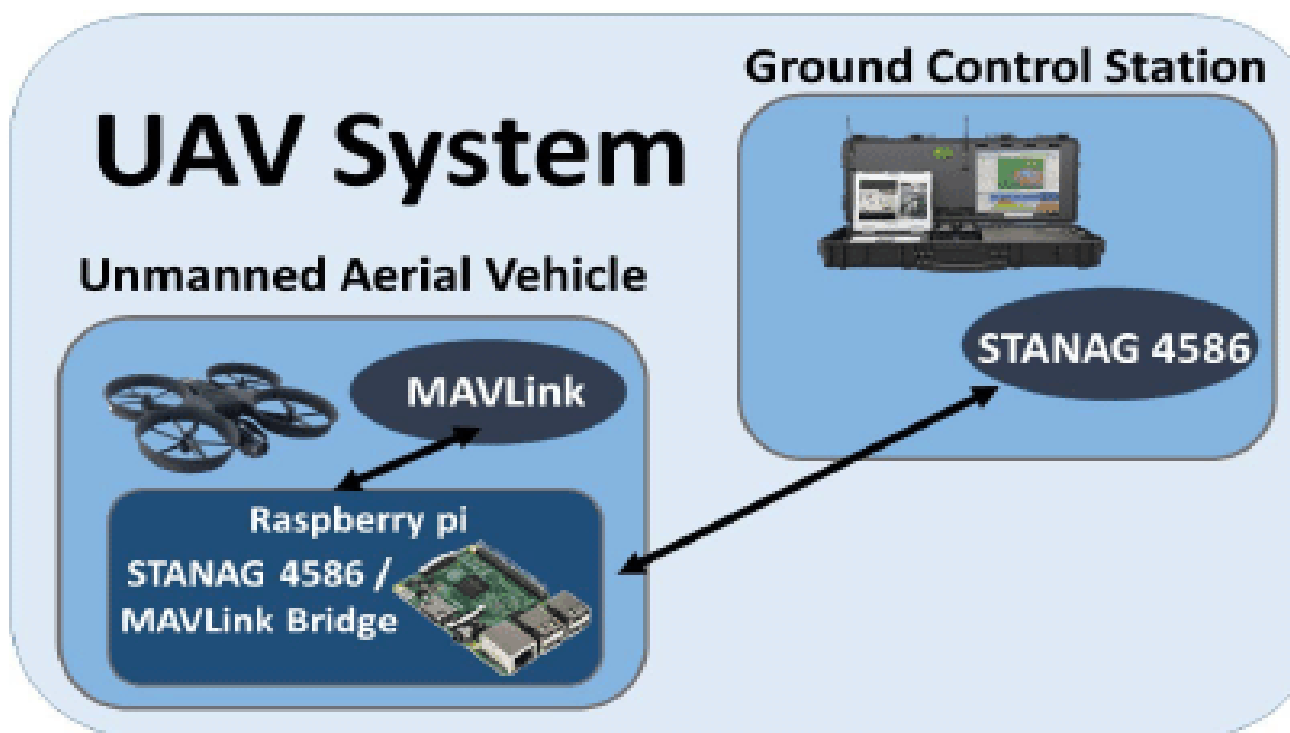 Ground Control Station
UAV System
Unmanned Aerial Vehicle
STANAG 4586
MAVLink
Raspberry pi
STANAG 4586 /
MAVLink Bridge